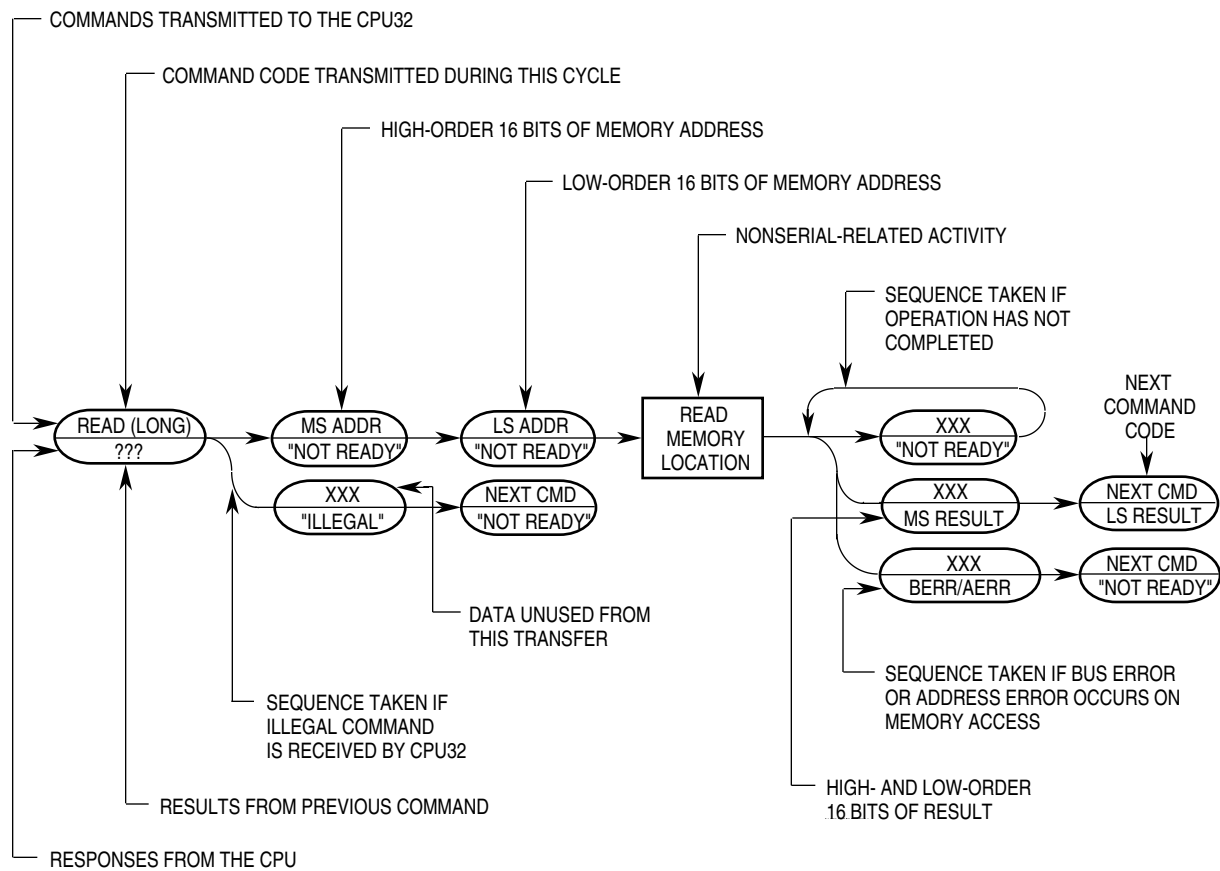 COMMANDS TRANSMITTED TO THE CPU32
COMMAND CODE TRANSMITTED DURING THIS CYCLE
HIGH-ORDER 16 BITS OF MEMORY ADDRESS
LOW-ORDER 16 BITS OF MEMORY ADDRESS
NONSERIAL-RELATED ACTIVITY
SEQUENCE TAKEN IF
OPERATION HAS NOT
COMPLETED
NEXT
COMMAND
CODE
READ (LONG)
???
MS ADDR
"NOT READY"
LS ADDR
"NOT READY"
READ
MEMORY
LOCATION
XXX
"NOT READY"
XXX
"ILLEGAL"
NEXT CMD
"NOT READY"
XXX
MS RESULT
NEXT CMD
LS RESULT
XXX
BERR/AERR
NEXT CMD
"NOT READY"
DATA UNUSED FROM
THIS TRANSFER
SEQUENCE TAKEN IF
ILLEGAL COMMAND
IS RECEIVED BY CPU32
SEQUENCE TAKEN IF BUS ERROR
OR ADDRESS ERROR OCCURS ON
MEMORY ACCESS
RESULTS FROM PREVIOUS COMMAND
HIGH- AND LOW-ORDER
16 BITS OF RESULT
RESPONSES FROM THE CPU